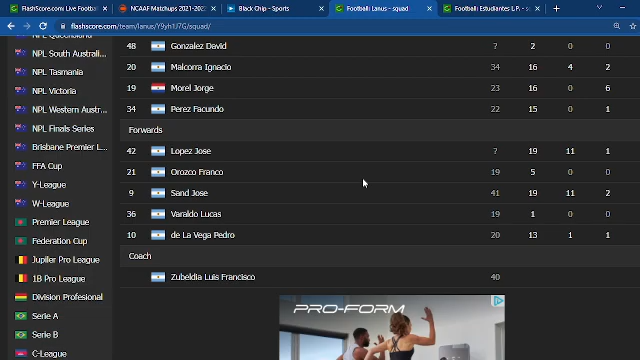 FlashScore.com: Live Footbal
NCAAF Matchups 2021-2022
Black Chip - Sports
Football: Lanus - squad
Football: Estudiantes L.P. - s
flashscore.com/team/lanus/Y9yh1J7G/squad/
NPL Queensland
NPL South Australi...
NPL Tasmania
NPL Victoria
NPL Western Austr...
NPL Finals Series
Brisbane Premier L...
FFA Cup
Y-League
W-League
Premier League
Federation Cup
Jupiler Pro League
1B Pro League
Division Profesional
Serie A
Serie B
C-League
48 Gonzalez David ? 2 0 0
20 Malcorra Ignacio 34 16 4 2
19 Morel Jorge 23 16 0 6
34 Perez Facundo 22 15 0 1
Forwards
42 Lopez Jose ? 19 11 1
21 Orozco Franco 19 5 0 0
9 Sand Jose 41 19 11 2
36 Varaldo Lucas 19 1 0 0
10 de La Vega Pedro 20 13 1 1
Coach
Zubeldia Luis Francisco 40
PRO-FORM